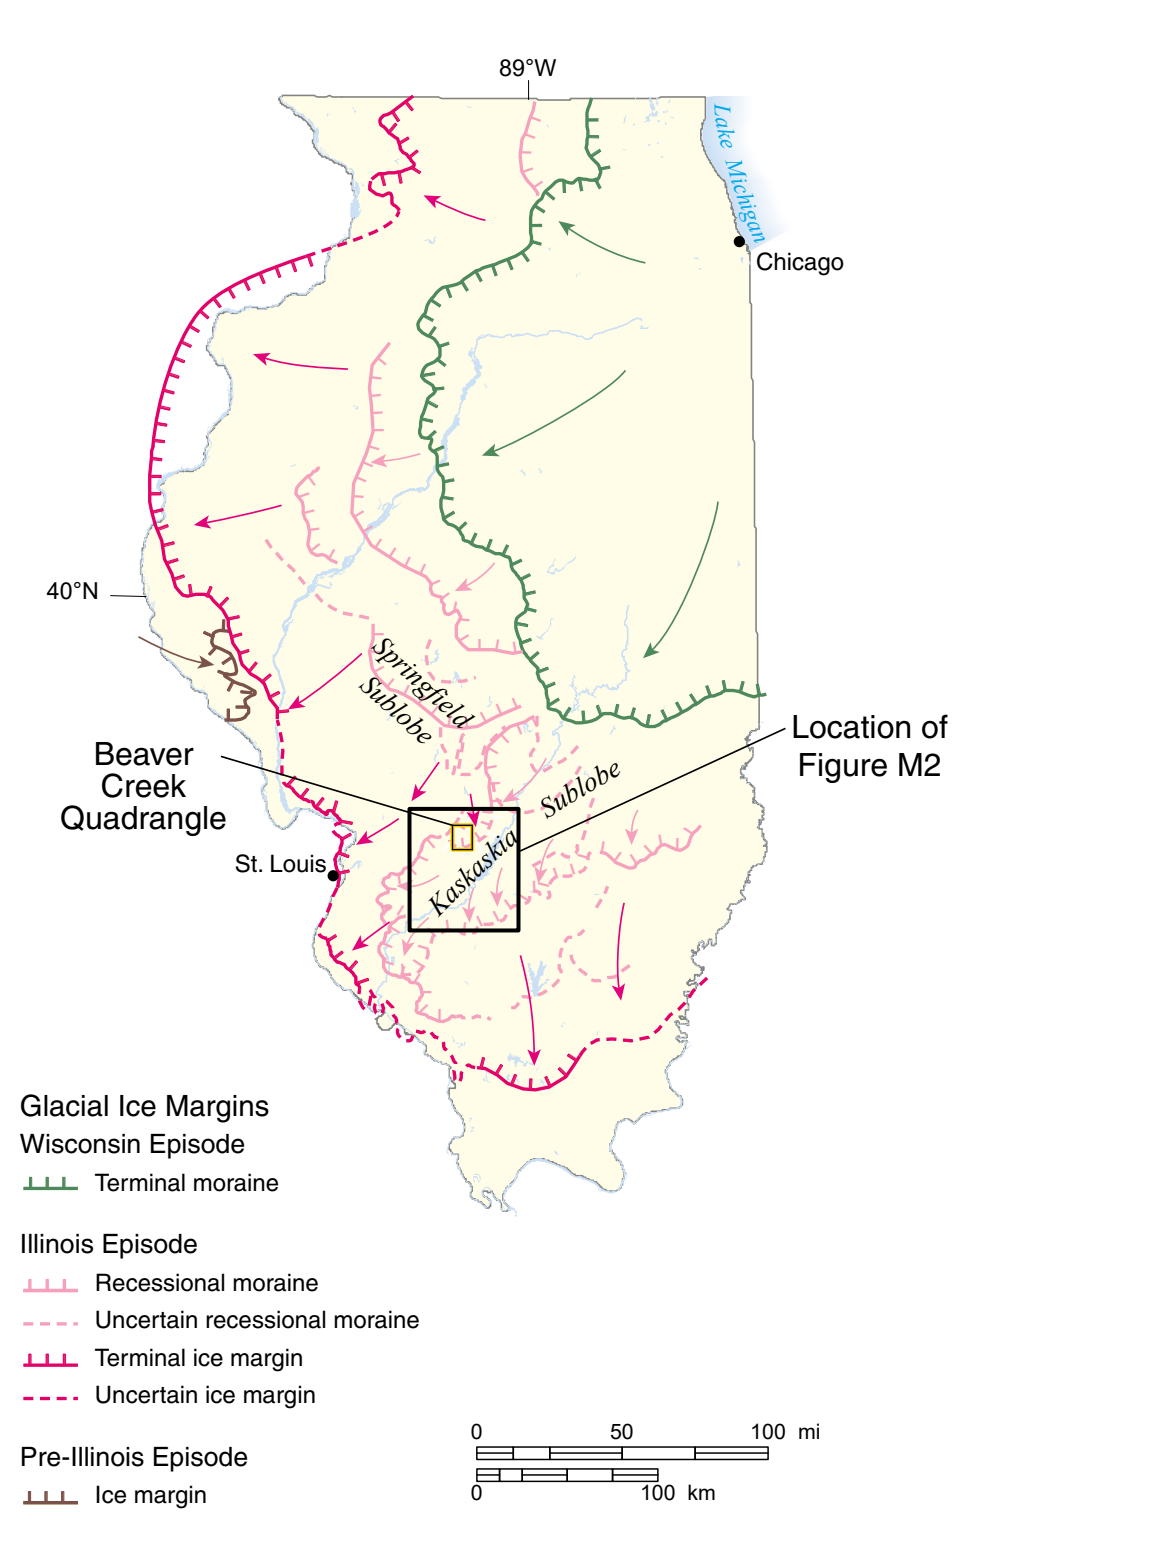 89°W
Lake Michigan
Chicago
40°N
Springfield
Sublobe
Location of
Figure M2
Beaver
Creek
Quadrangle
Sublobe
Kaskaskia
St. Louis
Glacial Ice Margins
Wisconsin Episode
Terminal moraine
Illinois Episode
Recessional moraine
Uncertain recessional moraine
Terminal ice margin
Uncertain ice margin
Pre-Illinois Episode
Ice margin
0 50 100 mi
0 100 km